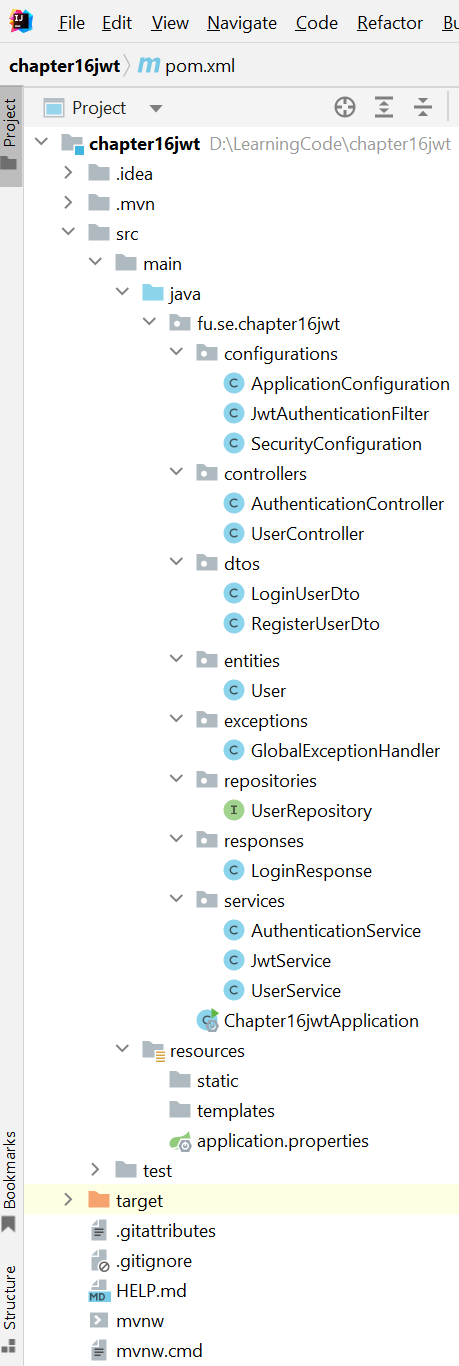 File Edit View Navigate Code Refactor
chapter16jwt pom.xml
Project
Project
chapter16jwt D:\LearningCode\chapter16jwt
.idea
.mvn
src
main
java
fu.se.chapter16jwt
configurations
ApplicationConfiguration
JwtAuthenticationFilter
SecurityConfiguration
controllers
AuthenticationController
UserController
dtos
LoginUserDto
RegisterUserDto
entities
User
exceptions
GlobalExceptionHandler
repositories
UserRepository
responses
LoginResponse
services
AuthenticationService
JwtService
UserService
Chapter16jwtApplication
resources
static
templates
application.properties
Bookmarks
test
target
.gitattributes
.gitignore
Structure
HELP.md
mvnw
mvnw.cmd